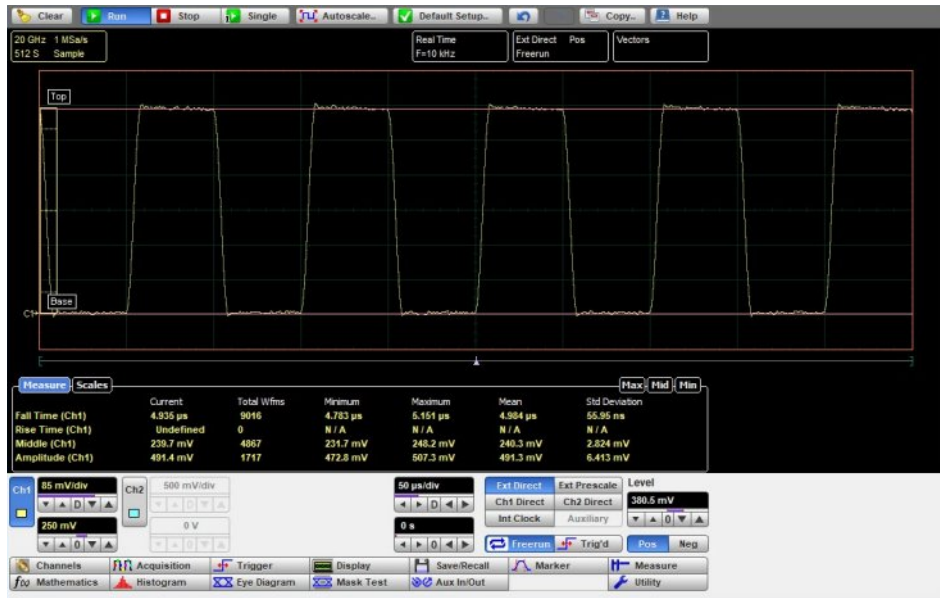 Clear Run Stop Single Autoscale.. Default Setup.. Copy.. Help
20 GHz 1 MSa/s
512 S Sample
Real Time
F=10 kHz
Ext Direct Pos
Freerun
Vectors
Top
Base
C1
Measure Scales Max Mid Min
Current Total Wfms Minimum Maximum Mean Std Deviation
Fall Time (Ch1) 4.935 µs 9016 4.783 µs 5.151 µs 4.984 µs 55.95 ns
Rise Time (Ch1) Undefined 0 N / A N / A N / A N / A
Middle (Ch1) 239.7 mV 4867 231.7 mV 248.2 mV 240.3 mV 2.824 mV
Amplitude (Ch1) 491.4 mV 1717 472.8 mV 507.3 mV 491.3 mV 6.413 mV
Ch1 85 mV/div Ch2 500 mV/div 50 µs/div Ext Direct Ext Prescale Level
D D D Ch1 Direct Ch2 Direct 380.5 mV
250 mV 0 V 0 s Int Clock Auxiliary 0
0 0 0 Freerun Trig'd Pos Neg
Channels Acquisition Trigger Display Save/Recall Marker Measure
f(x) Mathematics Histogram Eye Diagram Mask Test Aux In/Out Utility